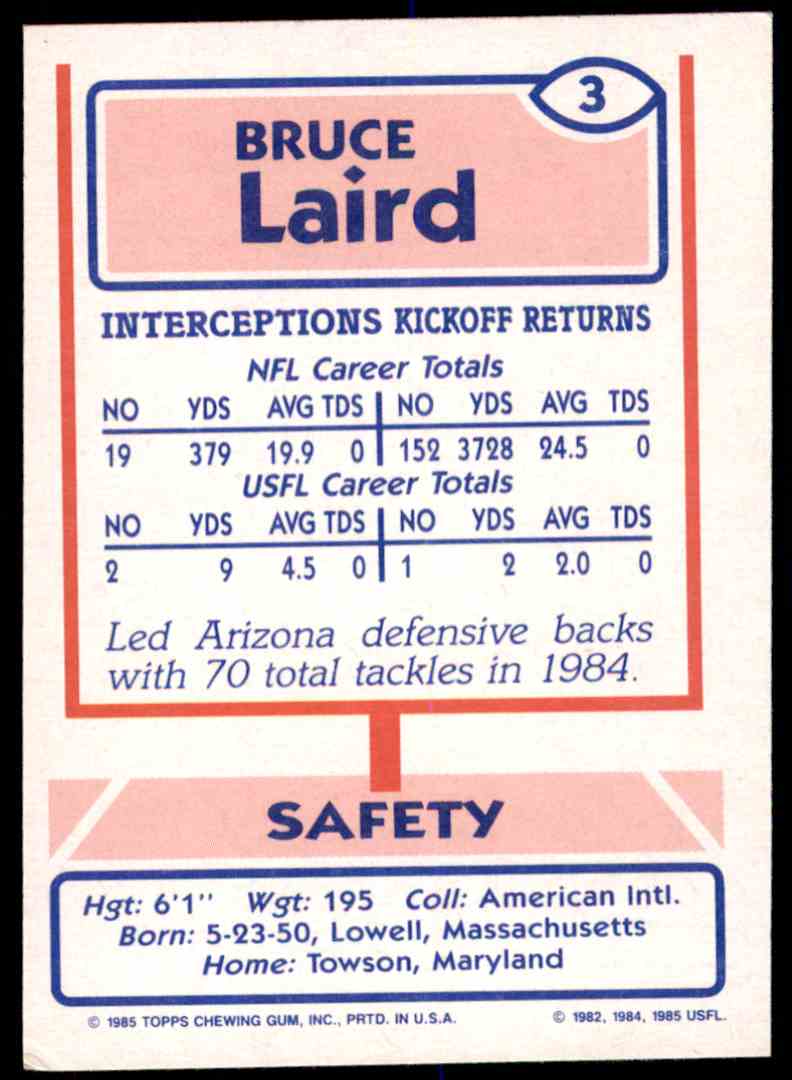 3
BRUCE
Laird
INTERCEPTIONS KICKOFF RETURNS
NFL Career Totals
NO YDS AVG TDS NO YDS AVG TDS
19 379 19.9 0 152 3728 24.5 0
USFL Career Totals
NO YDS AVG TDS NO YDS AVG TDS
2 9 4.5 0 1 2 2.0 0
Led Arizona defensive backs
with 70 total tackles in 1984.
SAFETY
Hgt: 6'1" Wgt: 195 Coll: American Intl.
Born: 5-23-50, Lowell, Massachusetts
Home: Towson, Maryland
© 1985 TOPPS CHEWING GUM, INC., PRTD. IN U.S.A. © 1982, 1984, 1985 USFL.